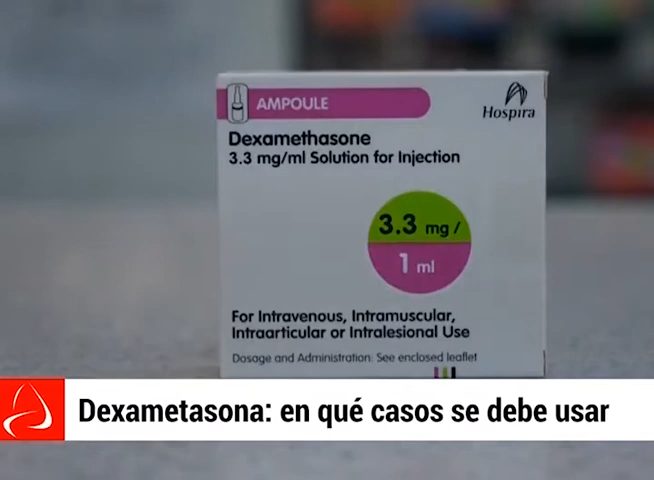 AMPOULE
Hospira
Dexamethasone
3.3 mg/ml Solution for Injection
3.3 mg /
1 ml
For Intravenous, Intramuscular,
Intraarticular or Intralesional Use
Dosage and Administration: See enclosed leaflet
Dexametasona: en qué casos se debe usar